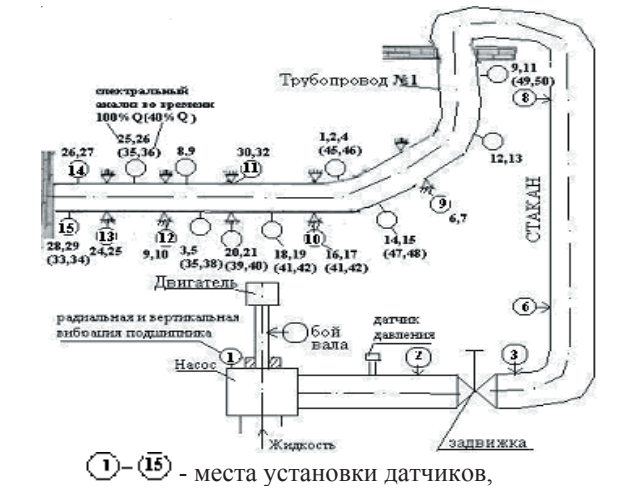 9,11
(49,50)
Трубопровод №1
8
спектральный
анализ во времени
100% Q(40% Q)
25,26
(35,36)
8,9
30,32
1,2,4
(45,46)
26,27
14
11
12,13
9
6,7
СТАКАН
15
28,29
(33,34)
13
24,25
12
9,10
3,5
(35,38)
20,21
(39,40)
18,19
(41,42)
10
16,17
(41,42)
14,15
(47,48)
Двигатель
6
радиальная и вертикальная
вибрация подшипника
бой
вала
датчик
давления
1
2
3
Насос
Жидкость
задвижка
1 – 15 - места установки датчиков,